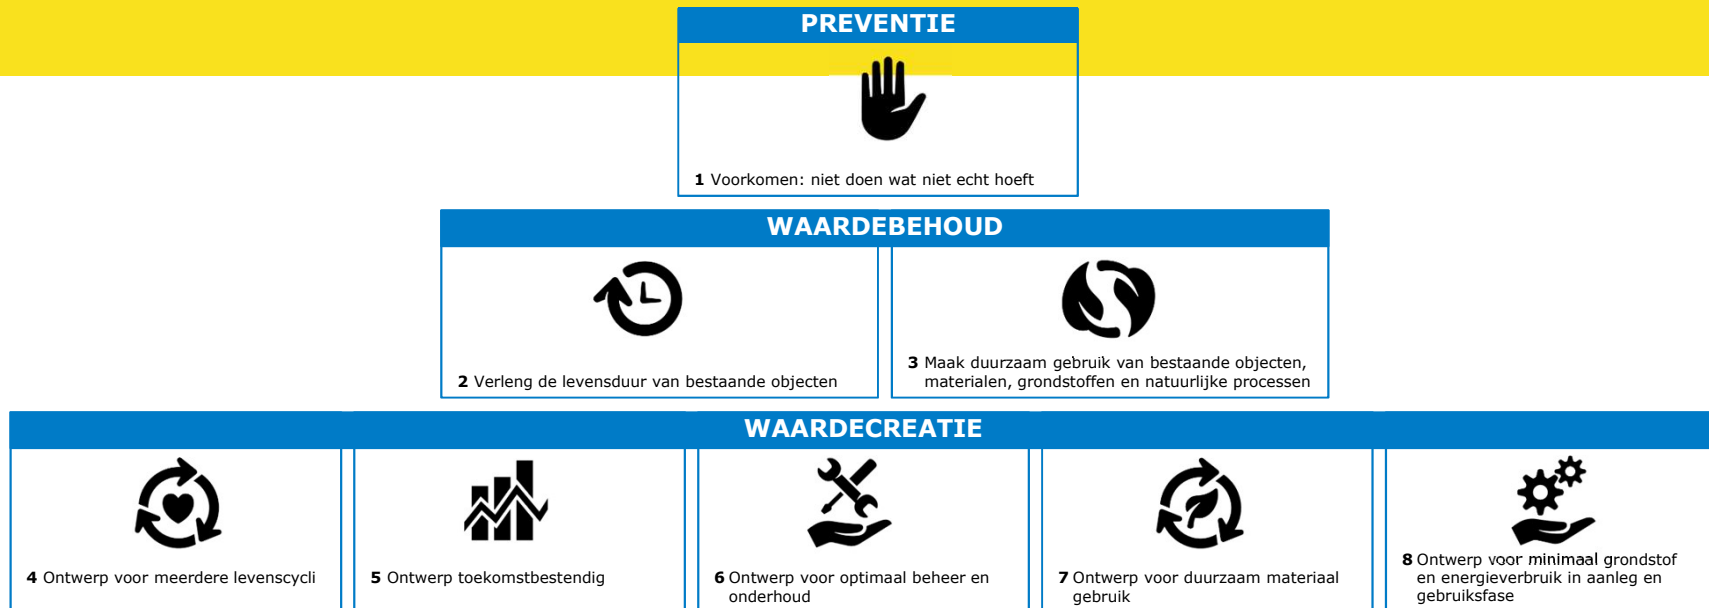 PREVENTIE
1 Voorkomen: niet doen wat niet echt hoeft
WAARDEBEHOUD
2 Verleng de levensduur van bestaande objecten
3 Maak duurzaam gebruik van bestaande objecten,
materialen, grondstoffen en natuurlijke processen
WAARDECREATIE
4 Ontwerp voor meerdere levenscycli
5 Ontwerp toekomstbestendig
6 Ontwerp voor optimaal beheer en
onderhoud
7 Ontwerp voor duurzaam materiaal
gebruik
8 Ontwerp voor minimaal grondstof
en energieverbruik in aanleg en
gebruiksfase